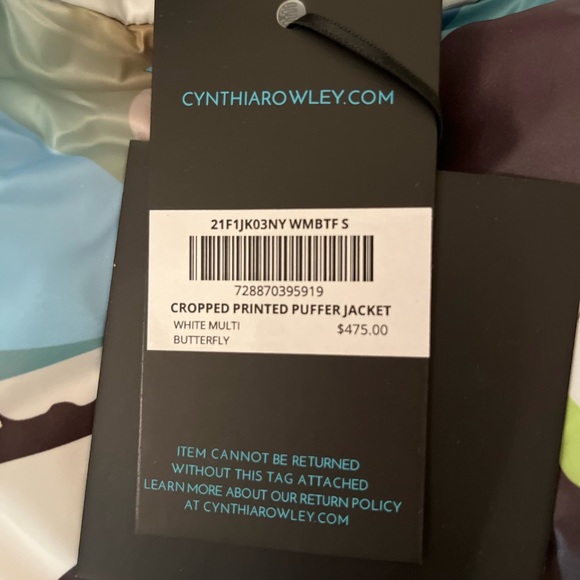 CYNTHIAROWLEY.COM
21F1JK03NY WMBTF S
728870395919
CROPPED PRINTED PUFFER JACKET
WHITE MULTI $475.00
BUTTERFLY
ITEM CANNOT BE RETURNED
WITHOUT THIS TAG ATTACHED
LEARN MORE ABOUT OUR RETURN POLICY
AT CYNTHIAROWLEY.COM